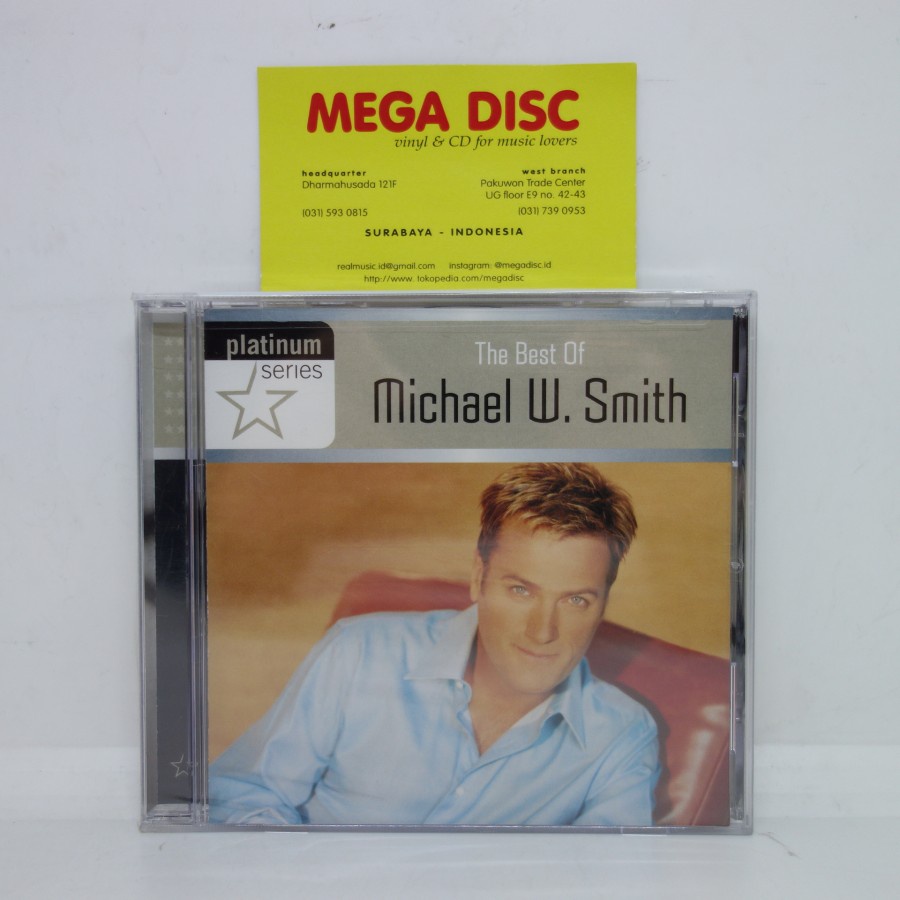 MEGA DISC
vinyl & CD for music lovers
headquarter
Dharmahusada 121F
(031) 593 0815
west branch
Pakuwon Trade Center
UG floor E9 no. 42-43
(031) 739 0953
SURABAYA - INDONESIA
realmusic.id@gmail.com instagram: @megadisc.id
http://www. tokopedia.com/megadisc
platinum
series
The Best Of
Michael W. Smith